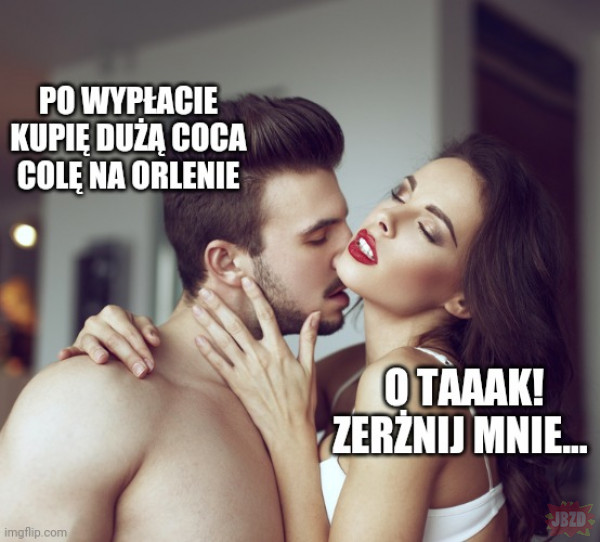 PO WYPŁACIE
KUPIĘ DUŻĄ COCA
COLĘ NA ORLENIE
O TAAAK!
ZERŻNIJ MNIE...
JBZD
imgflip.com